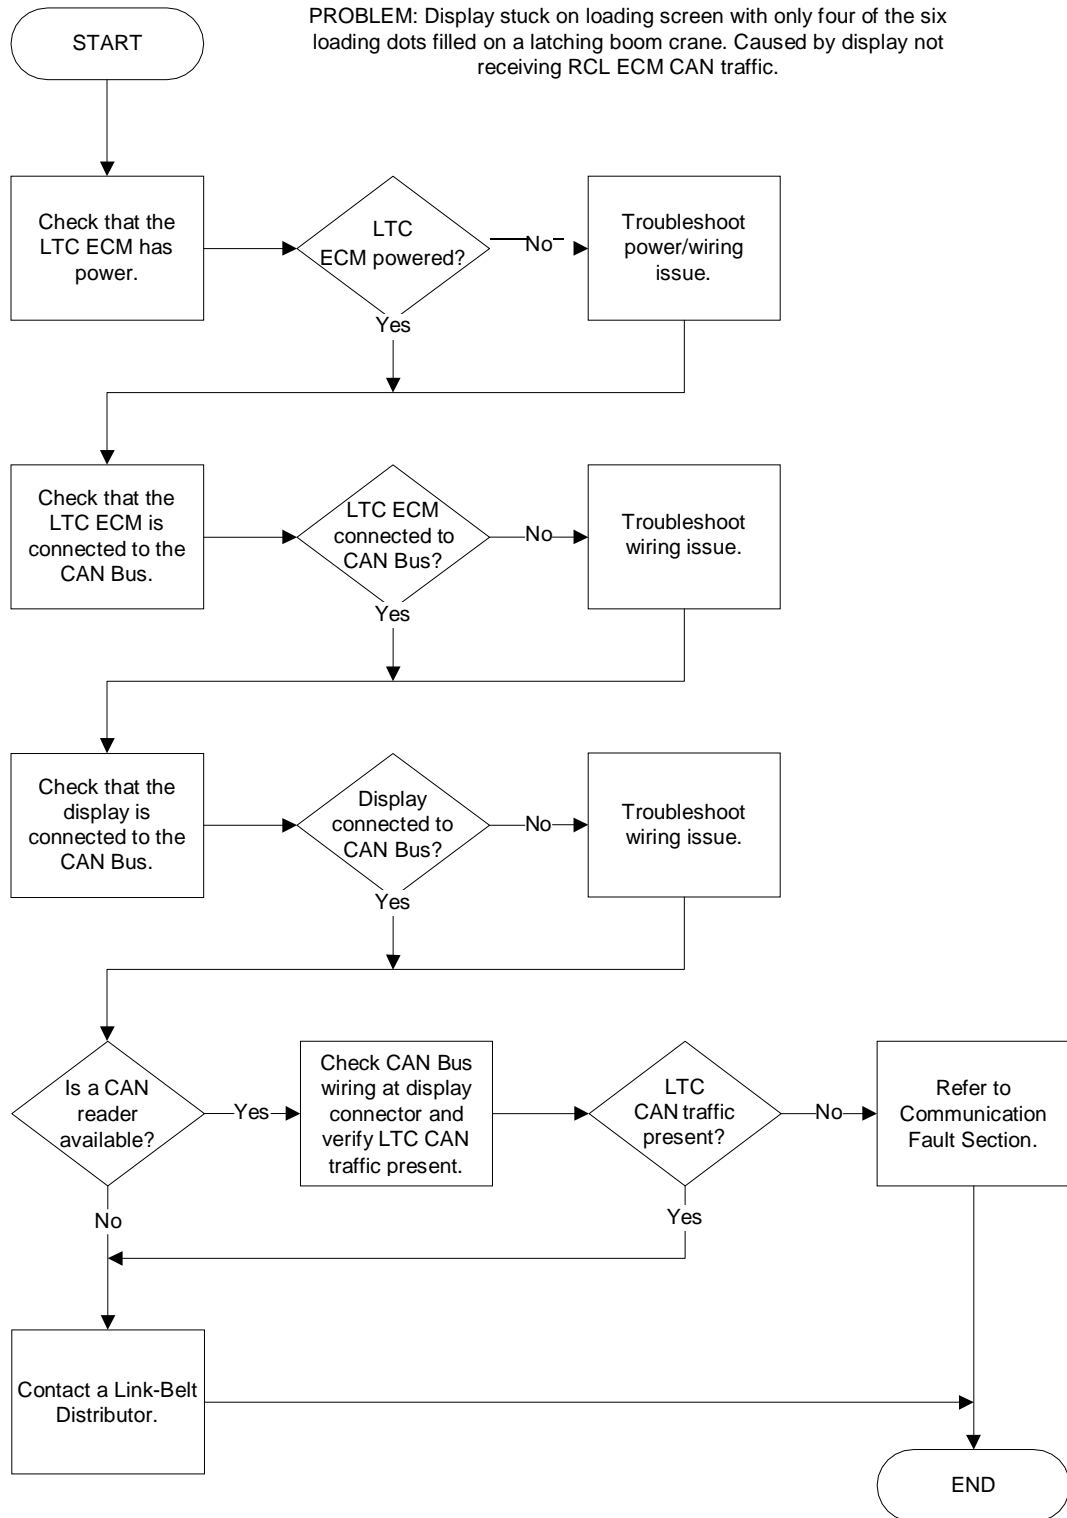 PROBLEM: Display stuck on loading screen with only four of the six
loading dots filled on a latching boom crane. Caused by display not
receiving RCL ECM CAN traffic.
START
Check that the
LTC ECM has
power.
LTC
ECM powered?
No
Troubleshoot
power/wiring
issue.
Yes
Check that the
LTC ECM is
connected to the
CAN Bus.
LTC ECM
connected to
CAN Bus?
No
Troubleshoot
wiring issue.
Yes
Check that the
display is
connected to the
CAN Bus.
Display
connected to
CAN Bus?
No
Troubleshoot
wiring issue.
Yes
Is a CAN
reader
available?
Yes
Check CAN Bus
wiring at display
connector and
verify LTC CAN
traffic present.
LTC
CAN traffic
present?
No
Refer to
Communication
Fault Section.
No
Yes
Contact a Link-Belt
Distributor.
END